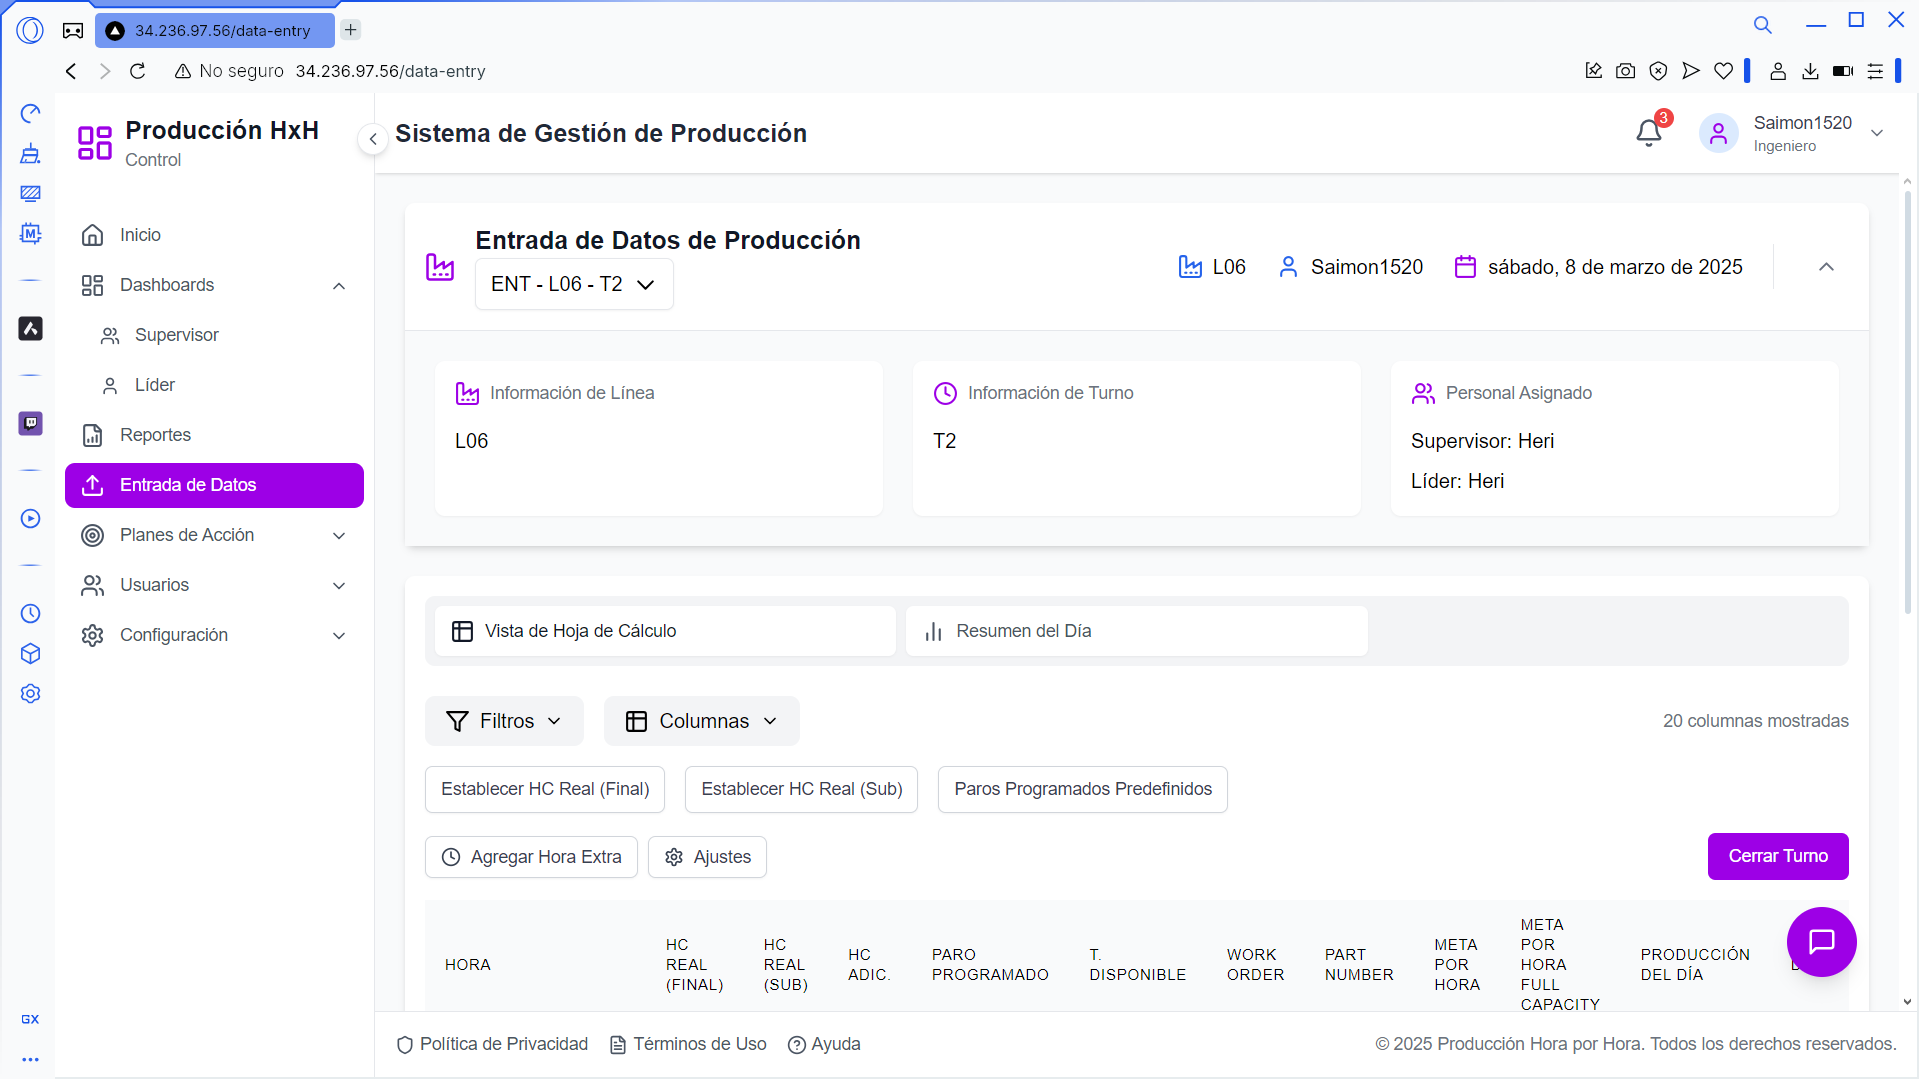 34.236.97.56/data-entry
No seguro 34.236.97.56/data-entry
Producción HxH
Control
Sistema de Gestión de Producción
3
Saimon1520
Ingeniero
Inicio
Dashboards
Supervisor
Líder
Reportes
Entrada de Datos
Planes de Acción
Usuarios
Configuración
GX
Entrada de Datos de Producción
ENT - L06 - T2
L06
Saimon1520
sábado, 8 de marzo de 2025
Información de Línea
L06
Información de Turno
T2
Personal Asignado
Supervisor: Heri
Líder: Heri
Vista de Hoja de Cálculo
Resumen del Día
Filtros
Columnas
20 columnas mostradas
Establecer HC Real (Final)
Establecer HC Real (Sub)
Paros Programados Predefinidos
Agregar Hora Extra
Ajustes
Cerrar Turno
HORA
HC
REAL
(FINAL)
HC
REAL
(SUB)
HC
ADIC.
PARO
PROGRAMADO
T.
DISPONIBLE
WORK
ORDER
PART
NUMBER
META
POR
HORA
META
POR
HORA
FULL
CAPACITY
PRODUCCIÓN
DEL DÍA
Política de Privacidad
Términos de Uso
Ayuda
© 2025 Producción Hora por Hora. Todos los derechos reservados.